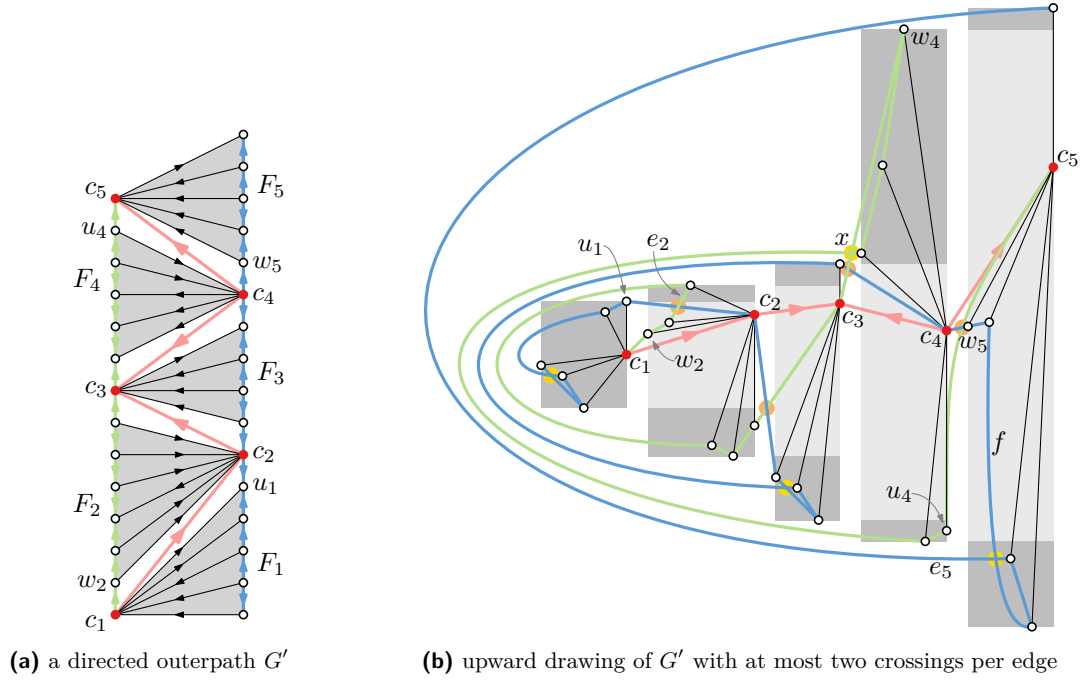 c5
u4
F4
c3
F2
w2
c1
F5
w5
c4
F3
c2
u1
F1
(a) a directed outerpath G′
w4
c5
x
e2
u1
c2
c3
c4
w5
c1
w2
f
u4
e5
(b) upward drawing of G′ with at most two crossings per edge